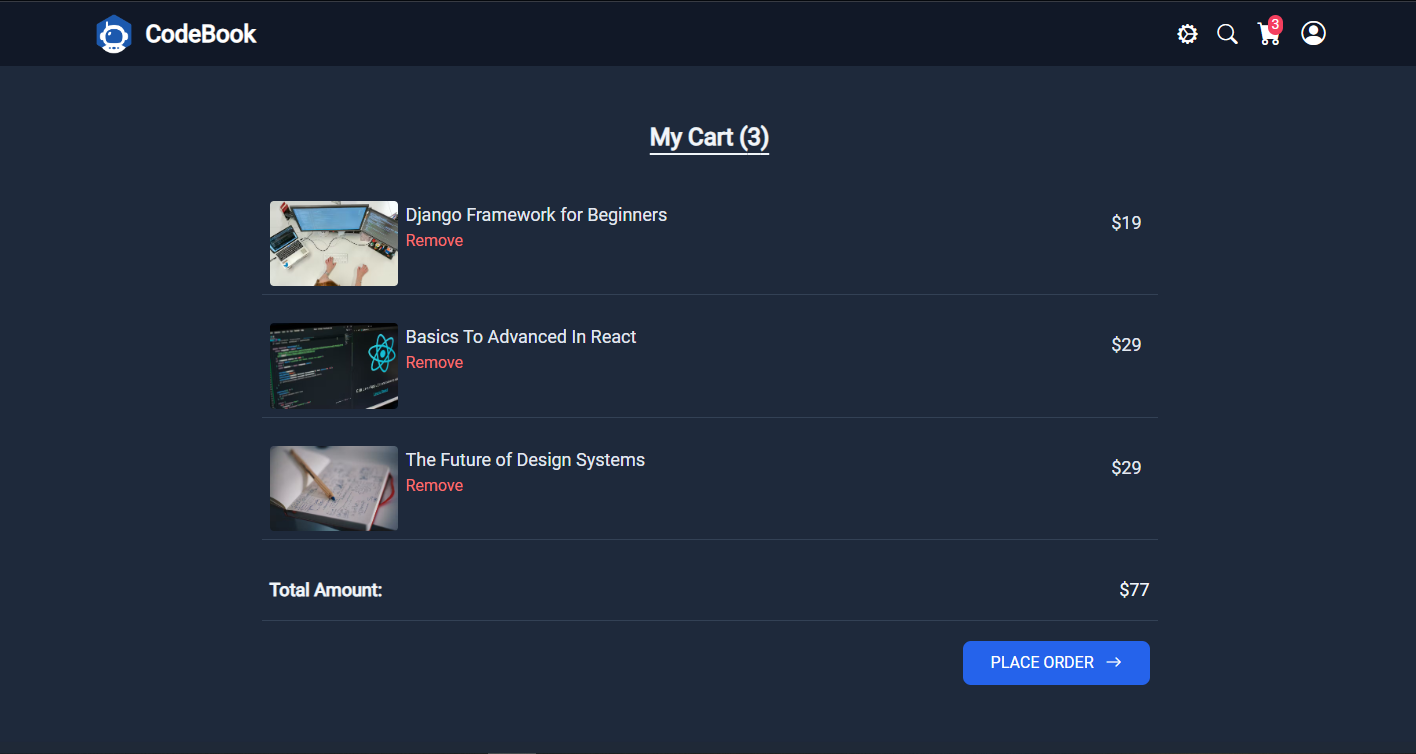 CodeBook
3
My Cart (3)
Django Framework for Beginners
$19
Remove
Basics To Advanced In React
$29
Remove
The Future of Design Systems
$29
Remove
Total Amount:
$77
PLACE ORDER →